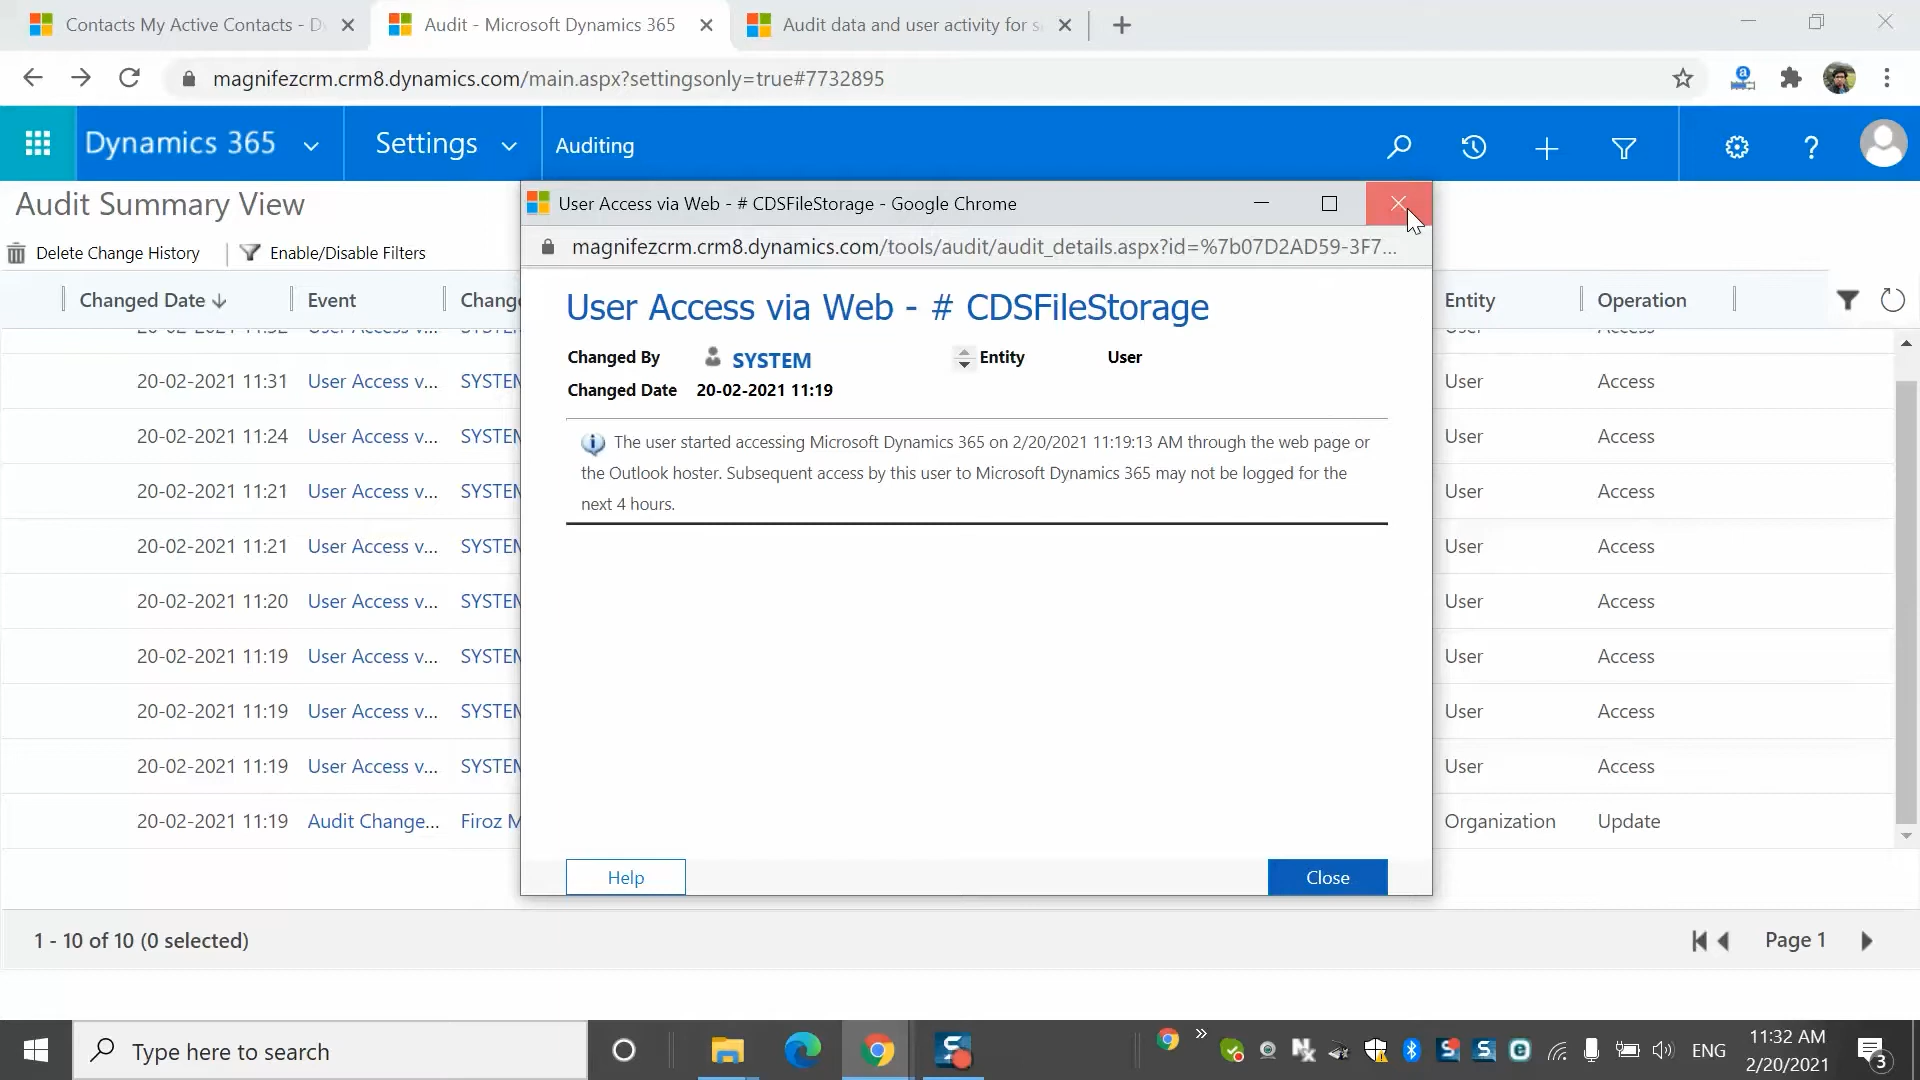 Contacts My Active Contacts - D
Audit - Microsoft Dynamics 365
Audit data and user activity for s
magnifezcrm.crm8.dynamics.com/main.aspx?settingsonly=true#7732895
Dynamics 365
Settings
Auditing
Audit Summary View
Delete Change History
Enable/Disable Filters
User Access via Web - # CDSFileStorage - Google Chrome
magnifezcrm.crm8.dynamics.com/tools/audit/audit_details.aspx?id=%7b07D2AD59-3F7...
Changed Date Event Chang Entity Operation
20-02-2021 11:31 User Access v... SYSTEM User Access
20-02-2021 11:24 User Access v... SYSTEM User Access
20-02-2021 11:21 User Access v... SYSTEM User Access
20-02-2021 11:21 User Access v... SYSTEM User Access
20-02-2021 11:20 User Access v... SYSTEM User Access
20-02-2021 11:19 User Access v... SYSTEM User Access
20-02-2021 11:19 User Access v... SYSTEM User Access
20-02-2021 11:19 User Access v... SYSTEM User Access
20-02-2021 11:19 Audit Change... Firoz M Organization Update
User Access via Web - # CDSFileStorage
Changed By SYSTEM Entity User
Changed Date 20-02-2021 11:19
The user started accessing Microsoft Dynamics 365 on 2/20/2021 11:19:13 AM through the web page or
the Outlook hoster. Subsequent access by this user to Microsoft Dynamics 365 may not be logged for the
next 4 hours.
Help
Close
1 - 10 of 10 (0 selected)
Page 1
Type here to search
ENG
11:32 AM
2/20/2021
3